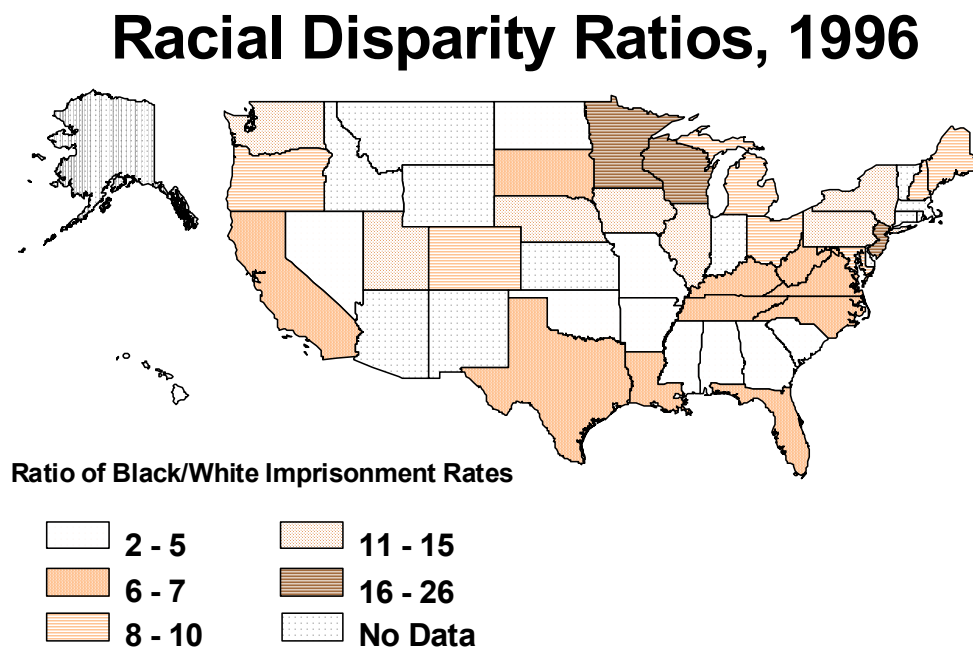 Racial Disparity Ratios, 1996
Ratio of Black/White Imprisonment Rates
2 - 5
6 - 7
8 - 10
11 - 15
16 - 26
No Data